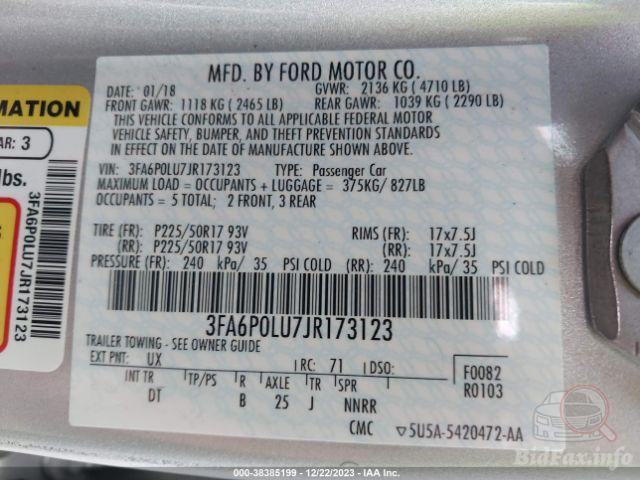 MFD. BY FORD MOTOR CO.
DATE: 01/18 GVWR: 2136 KG ( 4710 LB)
FRONT GAWR: 1118 KG ( 2465 LB) REAR GAWR: 1039 KG ( 2290 LB)
THIS VEHICLE CONFORMS TO ALL APPLICABLE FEDERAL MOTOR
VEHICLE SAFETY, BUMPER, AND THEFT PREVENTION STANDARDS
IN EFFECT ON THE DATE OF MANUFACTURE SHOWN ABOVE.
VIN: 3FA6P0LU7JR173123 TYPE: Passenger Car
MAXIMUM LOAD = OCCUPANTS + LUGGAGE = 375KG/ 827LB
OCCUPANTS = 5 TOTAL; 2 FRONT, 3 REAR
TIRE (FR): P225/50R17 93V RIMS (FR): 17x7.5J
(RR): P225/50R17 93V (RR): 17x7.5J
PRESSURE (FR): 240 kPa/ 35 PSI COLD (RR): 240 kPa/ 35 PSI COLD
3FA6P0LU7JR173123
TRAILER TOWING - SEE OWNER GUIDE
EXT PNT: UX RC: 71 DSO: F0082
R0103
INT TR TP/PS R AXLE TR SPR
DT B 25 J NNRR
CMC ▽5U5A-5420472-AA
RMATION
AR: 3
lbs.
3FA6P0LU7JR173123
BidFax.info
000-38385199 - 12/22/2023 - IAA Inc.